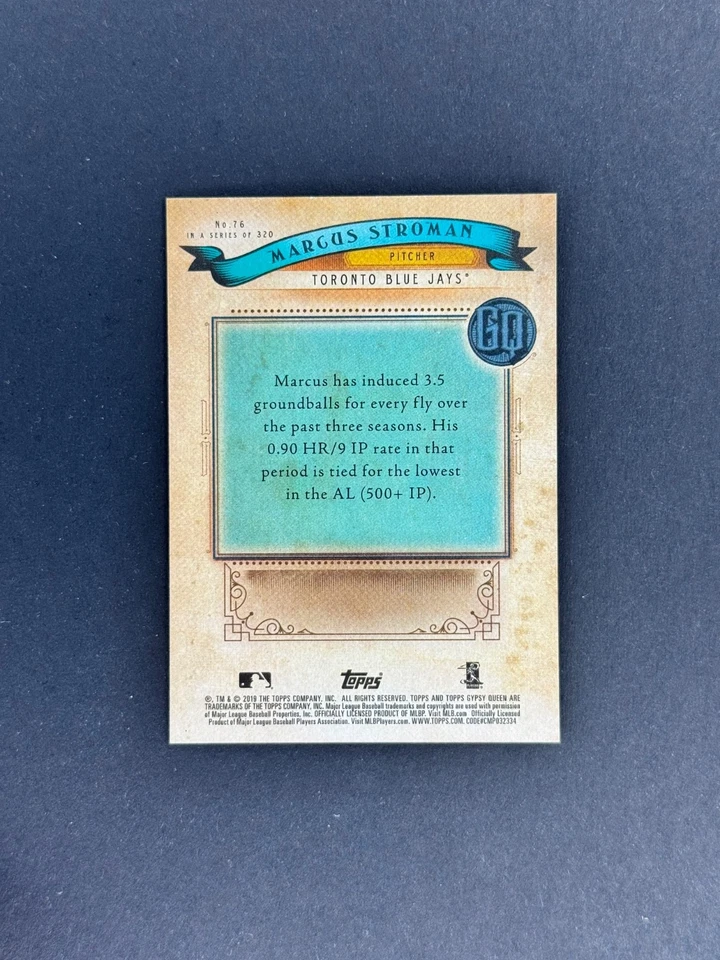 No. 76
IN A SERIES OF 320
MARCUS STROMAN
PITCHER
TORONTO BLUE JAYS®
GQ
Marcus has induced 3.5
groundballs for every fly over
the past three seasons. His
0.90 HR/9 IP rate in that
period is tied for the lowest
in the AL (500+ IP).
Topps®
®, TM & © 2019 THE TOPPS COMPANY, INC. ALL RIGHTS RESERVED. TOPPS AND TOPPS GYPSY QUEEN ARE
TRADEMARKS OF THE TOPPS COMPANY, INC. Major League Baseball trademarks and copyrights are used with permission
of Major League Baseball Properties, Inc. OFFICIALLY LICENSED PRODUCT OF MLBP. Visit MLB.com Officially Licensed
Product of Major League Baseball Players Association. Visit MLBPlayers.com. WWW.TOPPS.COM. CODE#CMP032334